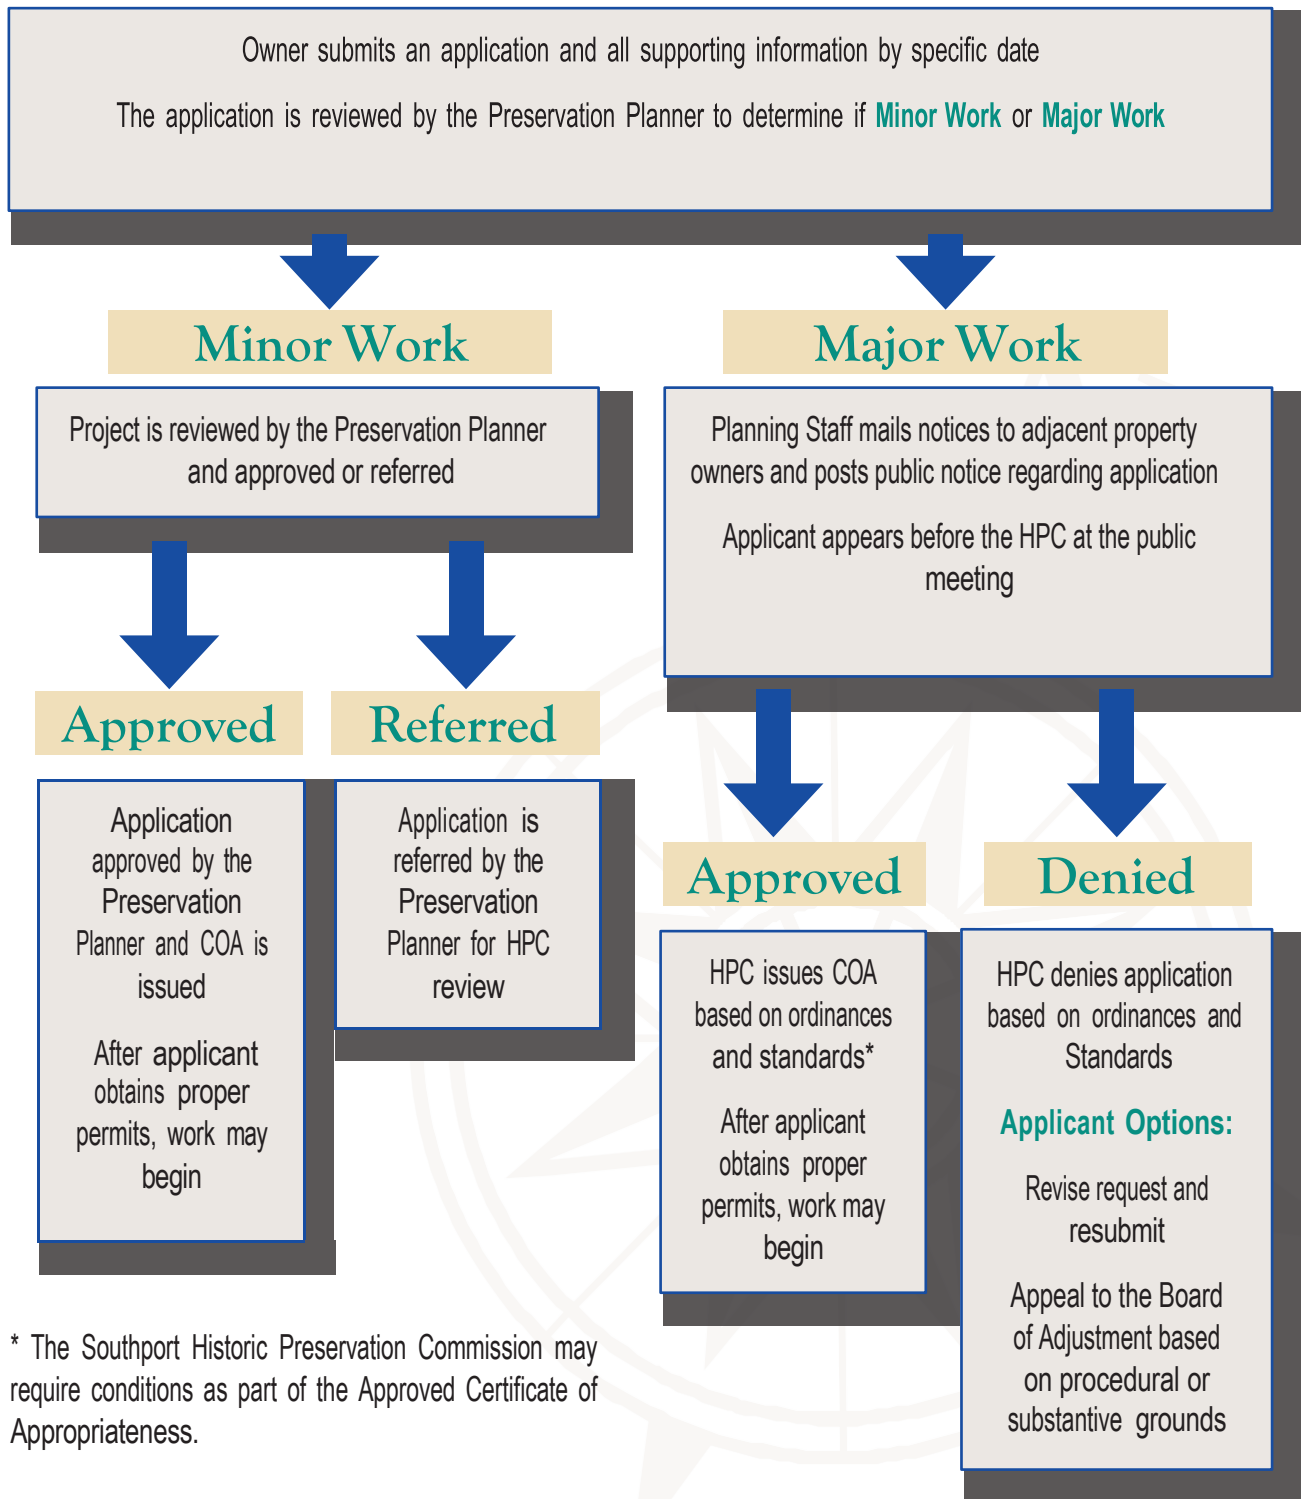 Owner submits an application and all supporting information by specific date
The application is reviewed by the Preservation Planner to determine if Minor Work or Major Work
Minor Work
Project is reviewed by the Preservation Planner
and approved or referred
Approved
Application
approved by the
Preservation
Planner and COA is
issued
After applicant
obtains proper
permits, work may
begin
Referred
Application is
referred by the
Preservation
Planner for HPC
review
Major Work
Planning Staff mails notices to adjacent property
owners and posts public notice regarding application
Applicant appears before the HPC at the public
meeting
Approved
HPC issues COA
based on ordinances
and standards*
After applicant
obtains proper
permits, work may
begin
Denied
HPC denies application
based on ordinances and
Standards
Applicant Options:
Revise request and
resubmit
Appeal to the Board
of Adjustment based
on procedural or
substantive grounds
* The Southport Historic Preservation Commission may
require conditions as part of the Approved Certificate of
Appropriateness.